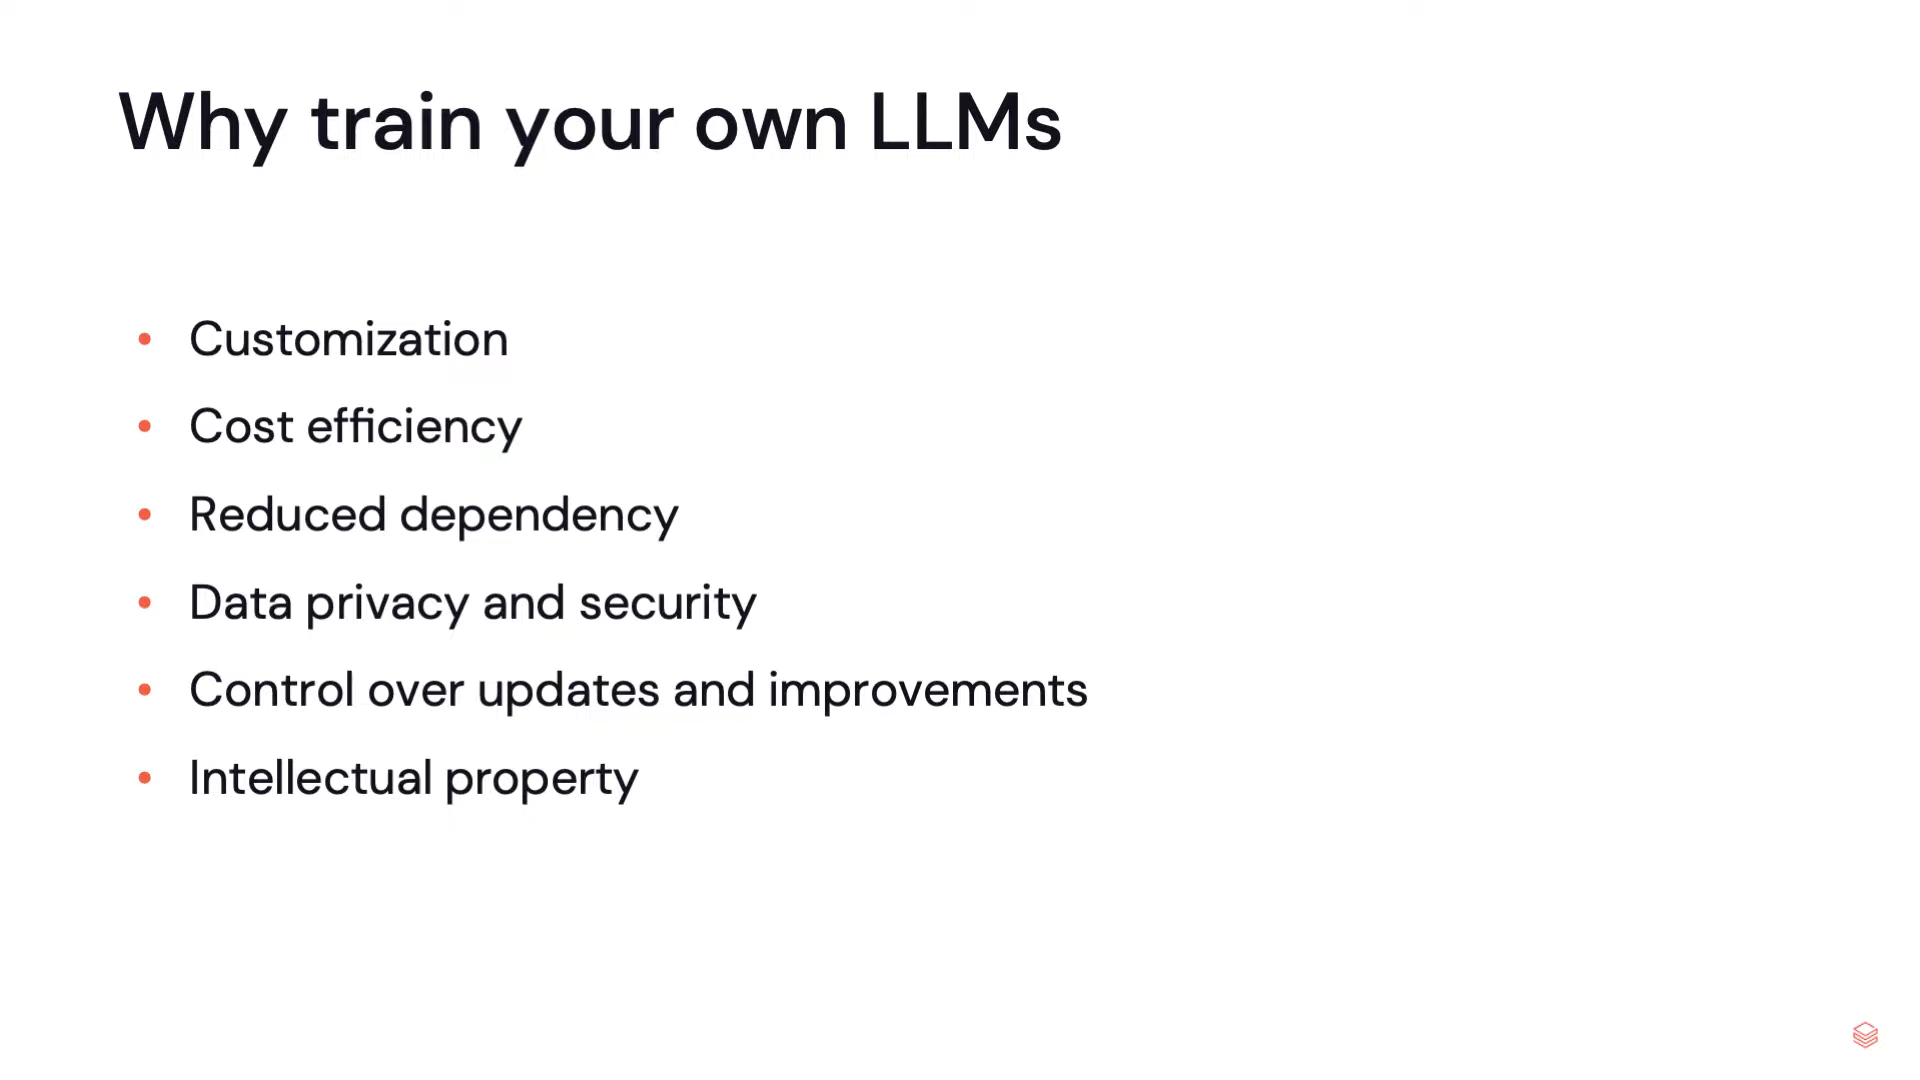 Why train your own LLMs
• Customization
• Cost efficiency
• Reduced dependency
• Data privacy and security
• Control over updates and improvements
• Intellectual property